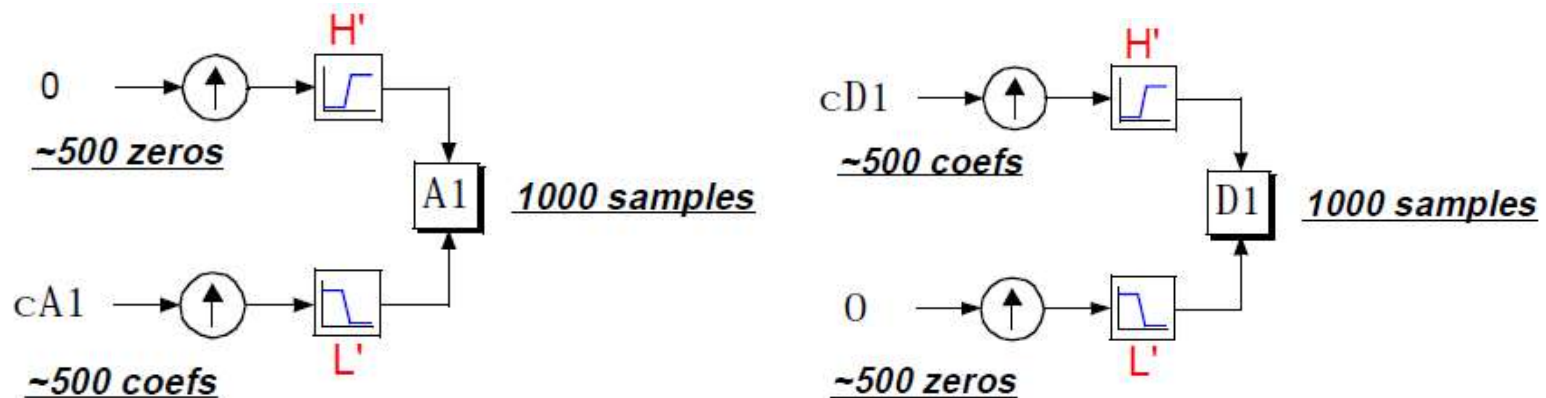 H'
0
~500 zeros
A1
1000 samples
cA1
L'
~500 coefs
H'
cD1
~500 coefs
D1
1000 samples
0
L'
~500 zeros